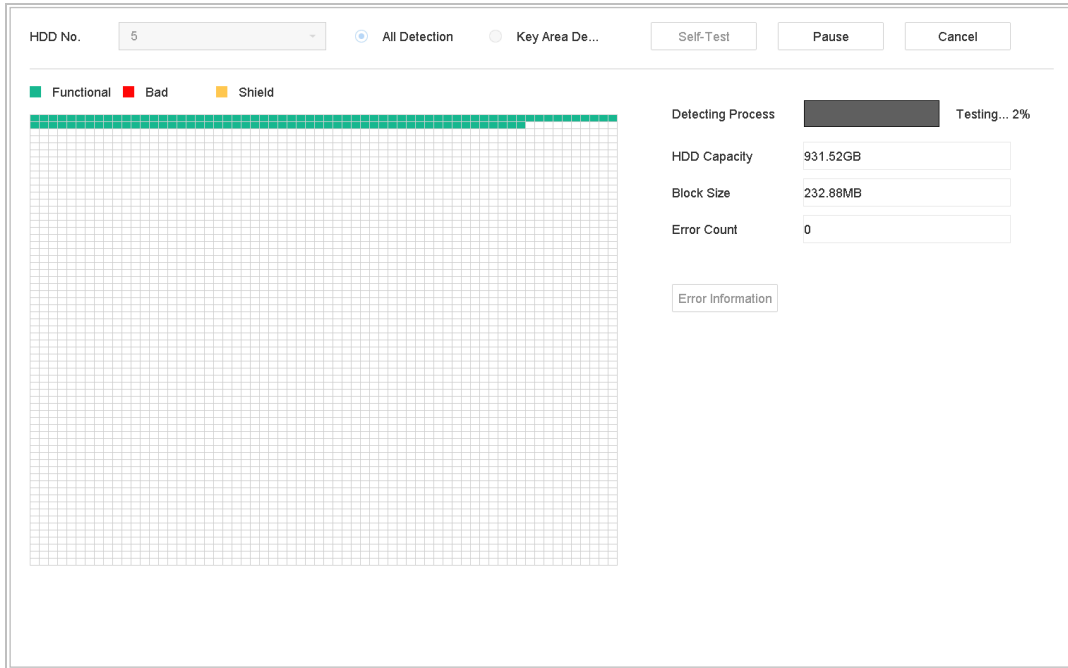 HDD No. 5 All Detection Key Area De... Self-Test Pause Cancel
Functional Bad Shield
Detecting Process Testing... 2%
HDD Capacity 931.52GB
Block Size 232.88MB
Error Count 0
Error Information